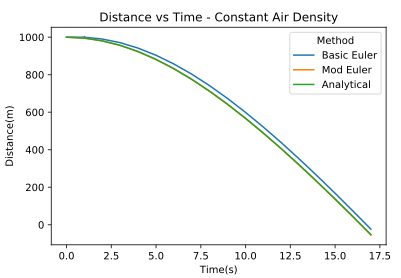 Distance vs Time - Constant Air Density
Method
Basic Euler
Mod Euler
Analytical
Distance(m)
1000
800
600
400
200
0
0.0 2.5 5.0 7.5 10.0 12.5 15.0 17.5
Time(s)